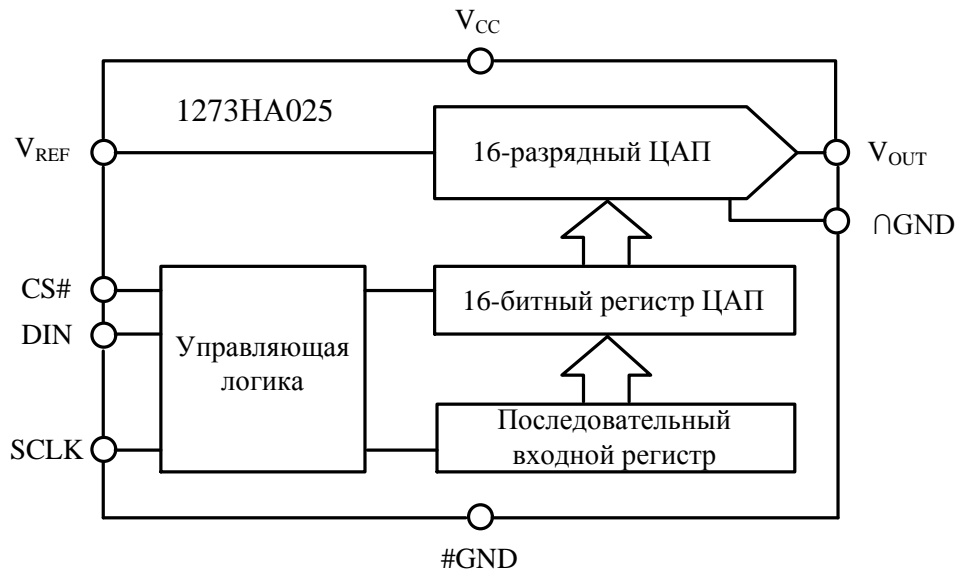 V_CC
1273НА025
V_REF
16-разрядный ЦАП
V_OUT
∩GND
CS#
16-битный регистр ЦАП
DIN
Управляющая
логика
Последовательный
входной регистр
SCLK
#GND